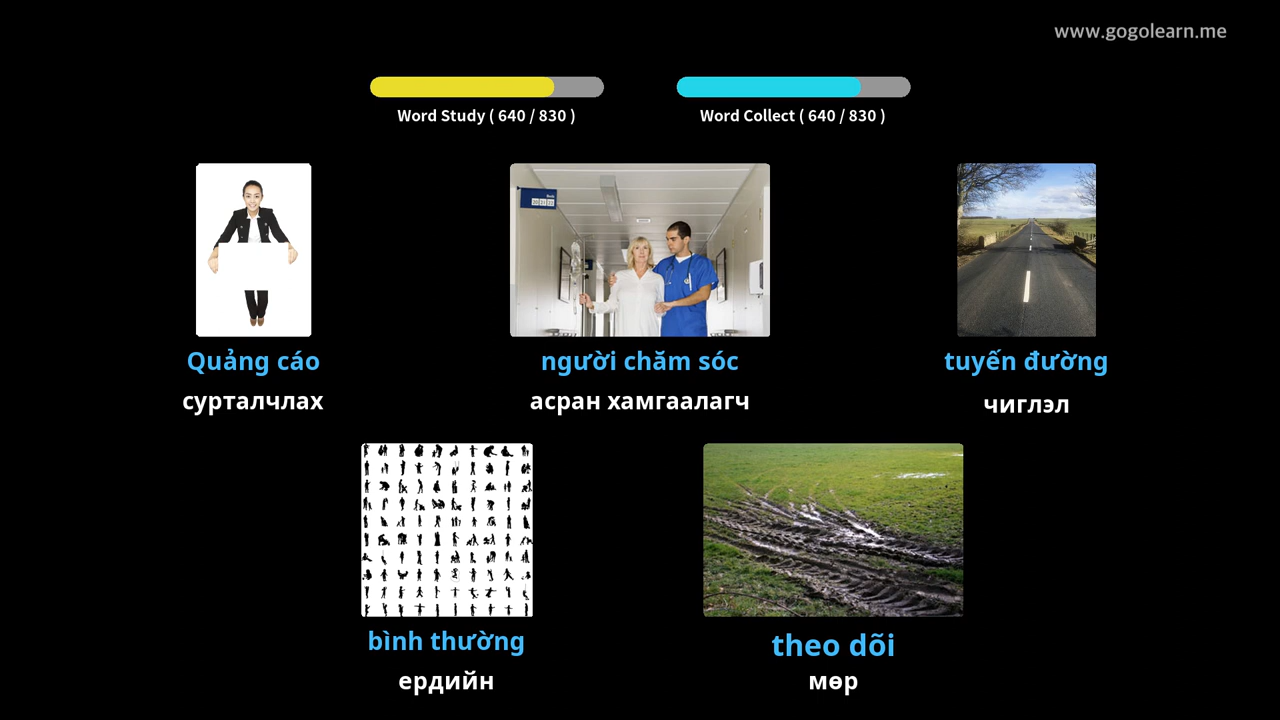 www.gogolearn.me
Word Study ( 640 / 830 )
Word Collect ( 640 / 830 )
Quảng cáo
сурталчлах
người chăm sóc
асран хамгаалагч
tuyến đường
чиглэл
bình thường
ердийн
theo dõi
мөр